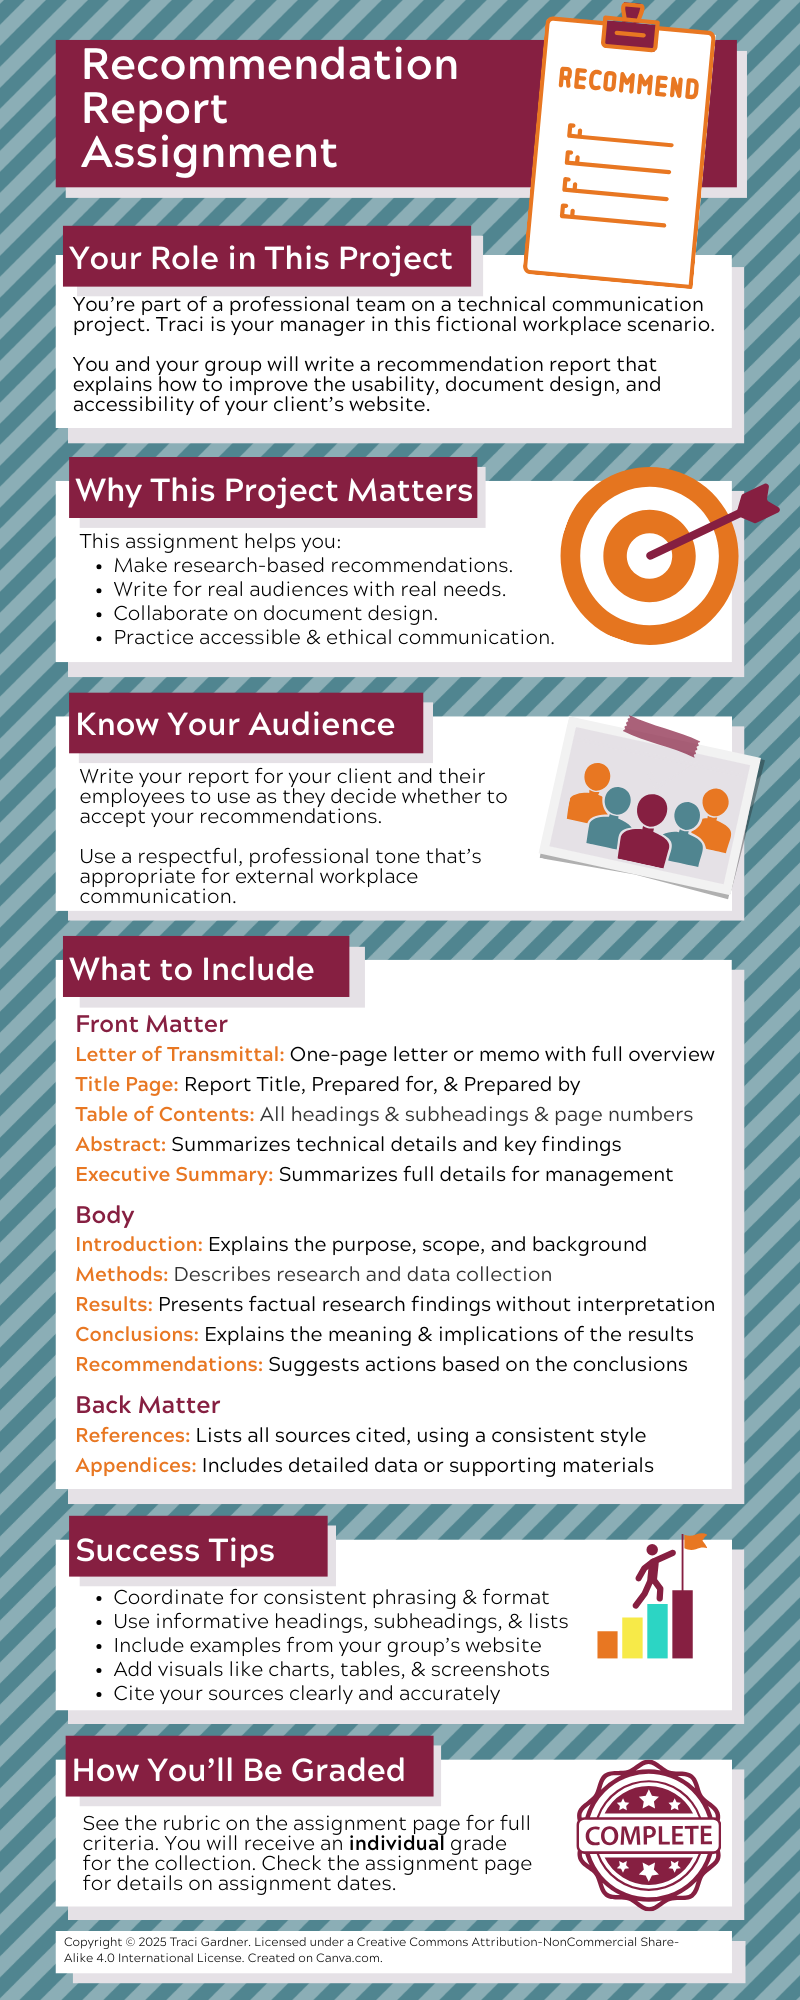 Recommendation
Report
Assignment
RECOMMEND
Your Role in This Project
You’re part of a professional team on a technical communication
project. Traci is your manager in this fictional workplace scenario.
You and your group will write a recommendation report that
explains how to improve the usability, document design, and
accessibility of your client’s website.
Why This Project Matters
This assignment helps you:
• Make research-based recommendations.
• Write for real audiences with real needs.
• Collaborate on document design.
• Practice accessible & ethical communication.
Know Your Audience
Write your report for your client and their
employees to use as they decide whether to
accept your recommendations.
Use a respectful, professional tone that’s
appropriate for external workplace
communication.
What to Include
Front Matter
Letter of Transmittal: One-page letter or memo with full overview
Title Page: Report Title, Prepared for, & Prepared by
Table of Contents: All headings & subheadings & page numbers
Abstract: Summarizes technical details and key findings
Executive Summary: Summarizes full details for management
Body
Introduction: Explains the purpose, scope, and background
Methods: Describes research and data collection
Results: Presents factual research findings without interpretation
Conclusions: Explains the meaning & implications of the results
Recommendations: Suggests actions based on the conclusions
Back Matter
References: Lists all sources cited, using a consistent style
Appendices: Includes detailed data or supporting materials
Success Tips
• Coordinate for consistent phrasing & format
• Use informative headings, subheadings, & lists
• Include examples from your group’s website
• Add visuals like charts, tables, & screenshots
• Cite your sources clearly and accurately
How You’ll Be Graded
See the rubric on the assignment page for full
criteria. You will receive an individual grade
for the collection. Check the assignment page
for details on assignment dates.
COMPLETE
Copyright © 2025 Traci Gardner. Licensed under a Creative Commons Attribution-NonCommercial Share-
Alike 4.0 International License. Created on Canva.com.